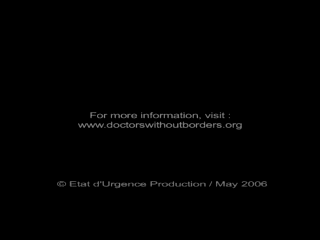 For more information, visit :
www.doctorswithoutborders.org
© Etat d'Urgence Production / May 2006